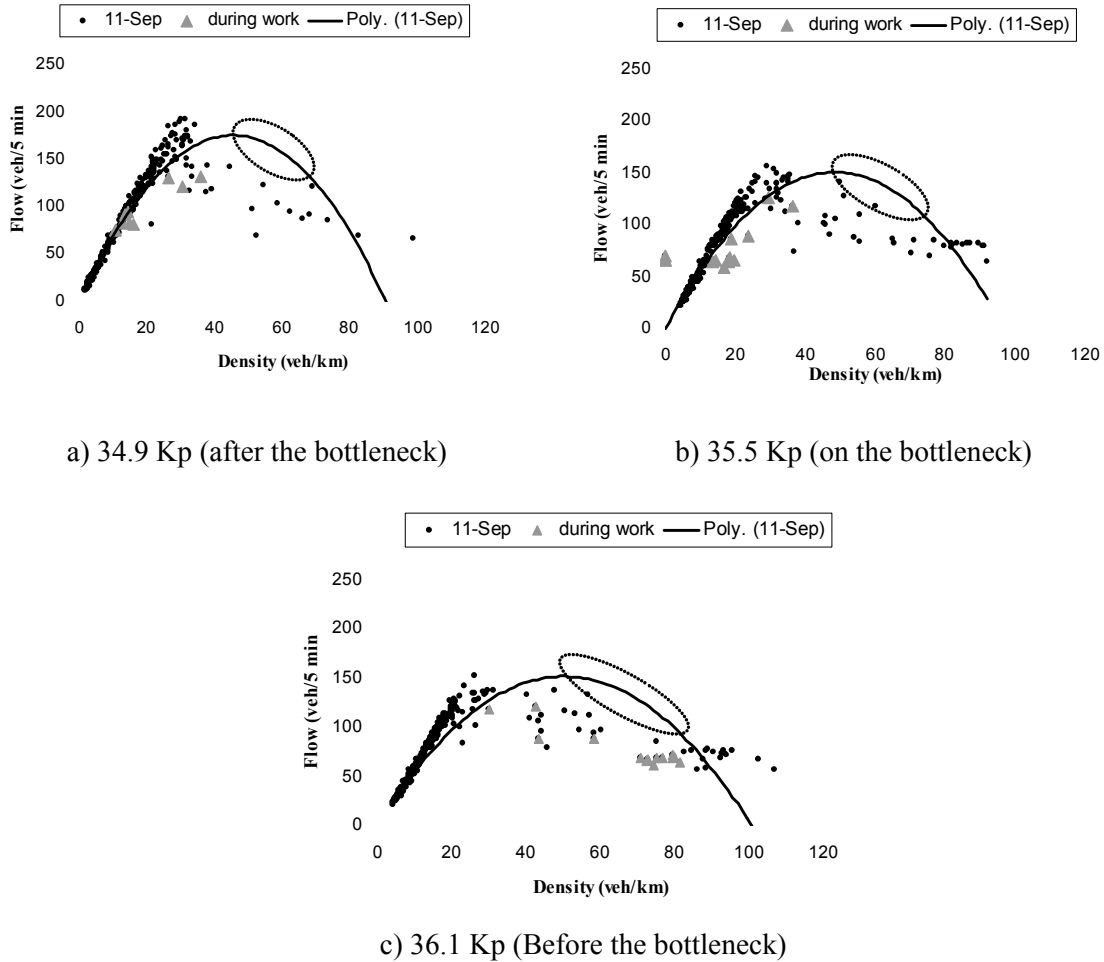 11-Sep during work Poly. (11-Sep)
250
200
150
100
50
0
Flow (veh/5 min
0 20 40 60 80 100 120
Density (veh/km)
a) 34.9 Kp (after the bottleneck)
11-Sep during work Poly. (11-Sep)
250
200
150
100
50
0
Flow (veh/5 min
0 20 40 60 80 100 120
Density (veh/km)
b) 35.5 Kp (on the bottleneck)
11-Sep during work Poly. (11-Sep)
250
200
150
100
50
0
Flow (veh/5 min
0 20 40 60 80 100 120
Density (veh/km)
c) 36.1 Kp (Before the bottleneck)